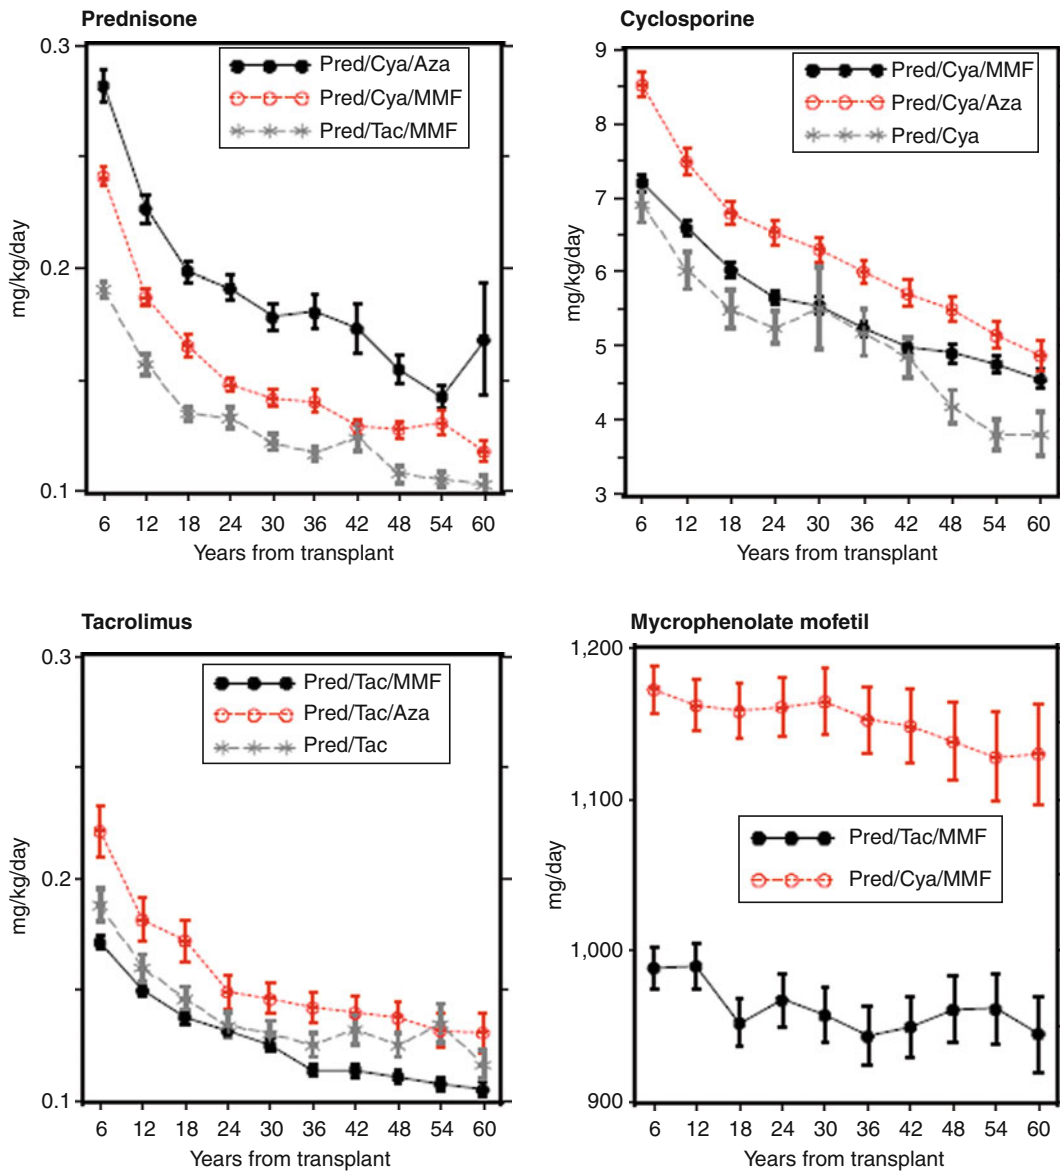 Prednisone
0.3
0.2
0.1
mg/kg/day
Pred/Cya/Aza
Pred/Cya/MMF
Pred/Tac/MMF
6 12 18 24 30 36 42 48 54 60
Years from transplant
Cyclosporine
9
8
7
6
5
4
3
mg/kg/day
Pred/Cya/MMF
Pred/Cya/Aza
Pred/Cya
6 12 18 24 30 36 42 48 54 60
Years from transplant
Tacrolimus
0.3
0.2
0.1
mg/kg/day
Pred/Tac/MMF
Pred/Tac/Aza
Pred/Tac
6 12 18 24 30 36 42 48 54 60
Years from transplant
Mycrophenolate mofetil
1,200
1,100
1,000
900
mg/day
Pred/Tac/MMF
Pred/Cya/MMF
6 12 18 24 30 36 42 48 54 60
Years from transplant